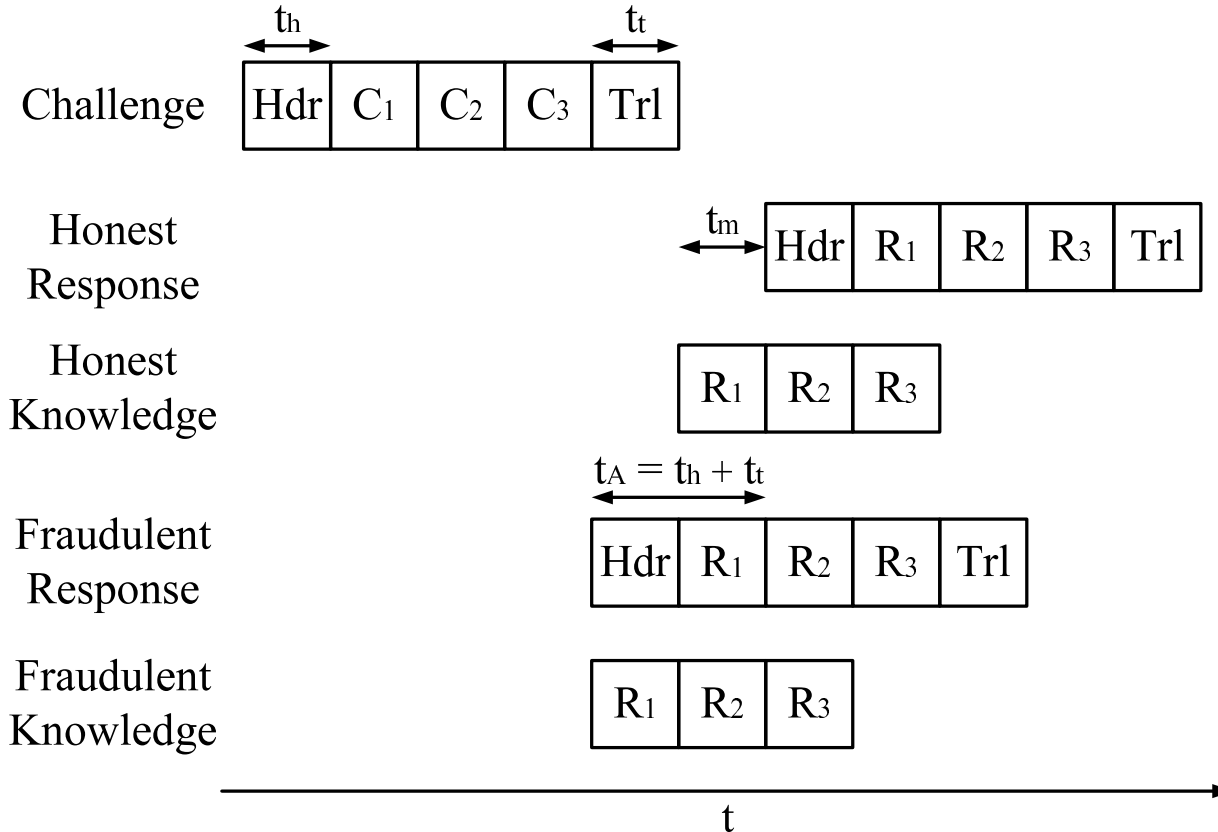 th tt
Challenge Hdr C1 C2 C3 Trl
Honest
Response
tm Hdr R1 R2 R3 Trl
Honest
Knowledge
R1 R2 R3
tA = th + tt
Fraudulent
Response
Hdr R1 R2 R3 Trl
Fraudulent
Knowledge
R1 R2 R3
t